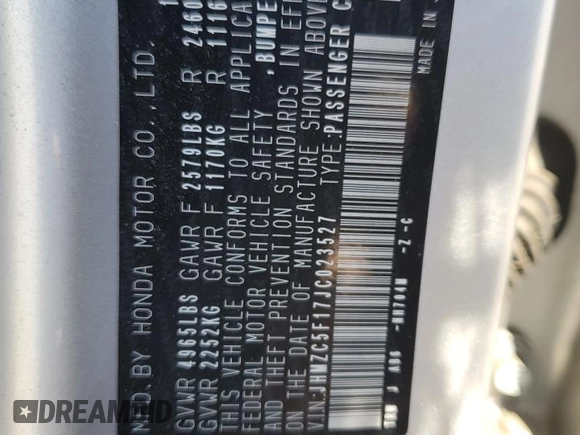 MFD. BY HONDA MOTOR CO., LTD. 1
GVWR 4965LBS GAWR F 2579LBS R 2460
GVWR 2252KG GAWR F 1170KG R 1116
THIS VEHICLE CONFORMS TO ALL APPLICA
FEDERAL MOTOR VEHICLE SAFETY , BUMPE
AND THEFT PREVENTION STANDARDS IN EFF
ON THE DATE OF MANUFACTURE SHOWN ABOVE
V.I.N.: JHMZC5F17JC023527 TYPE: PASSENGER C
-NH704M -Z -C
MADE IN J
DREAMBID